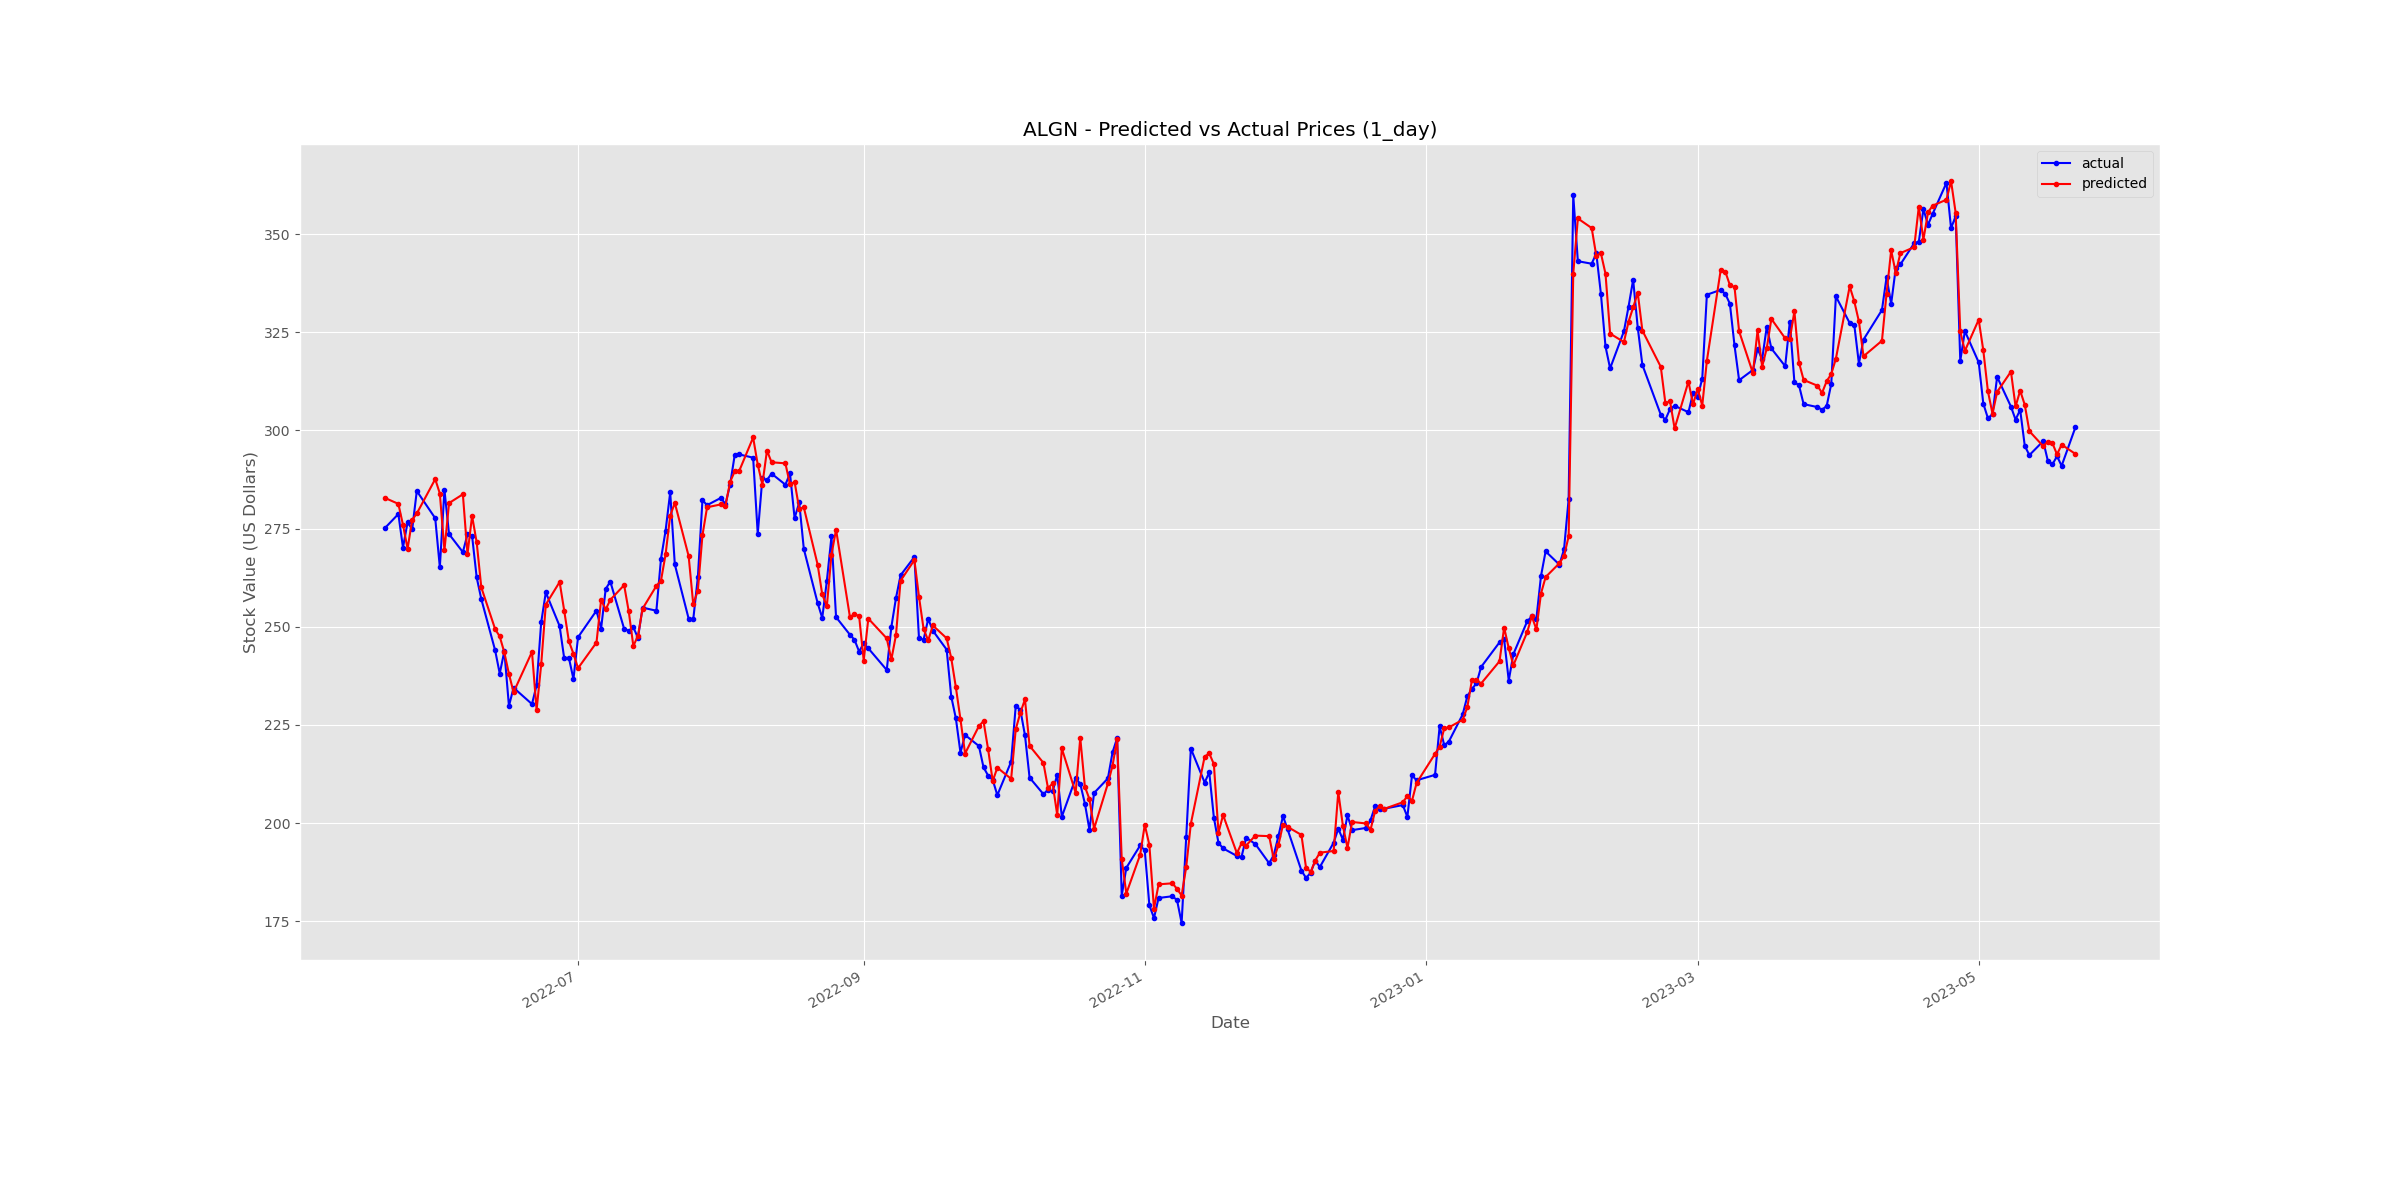 ALGN - Predicted vs Actual Prices (1_day)
actual
predicted
Stock Value (US Dollars)
350
325
300
275
250
225
200
175
2022-07
2022-09
2022-11
2023-01
2023-03
2023-05
Date